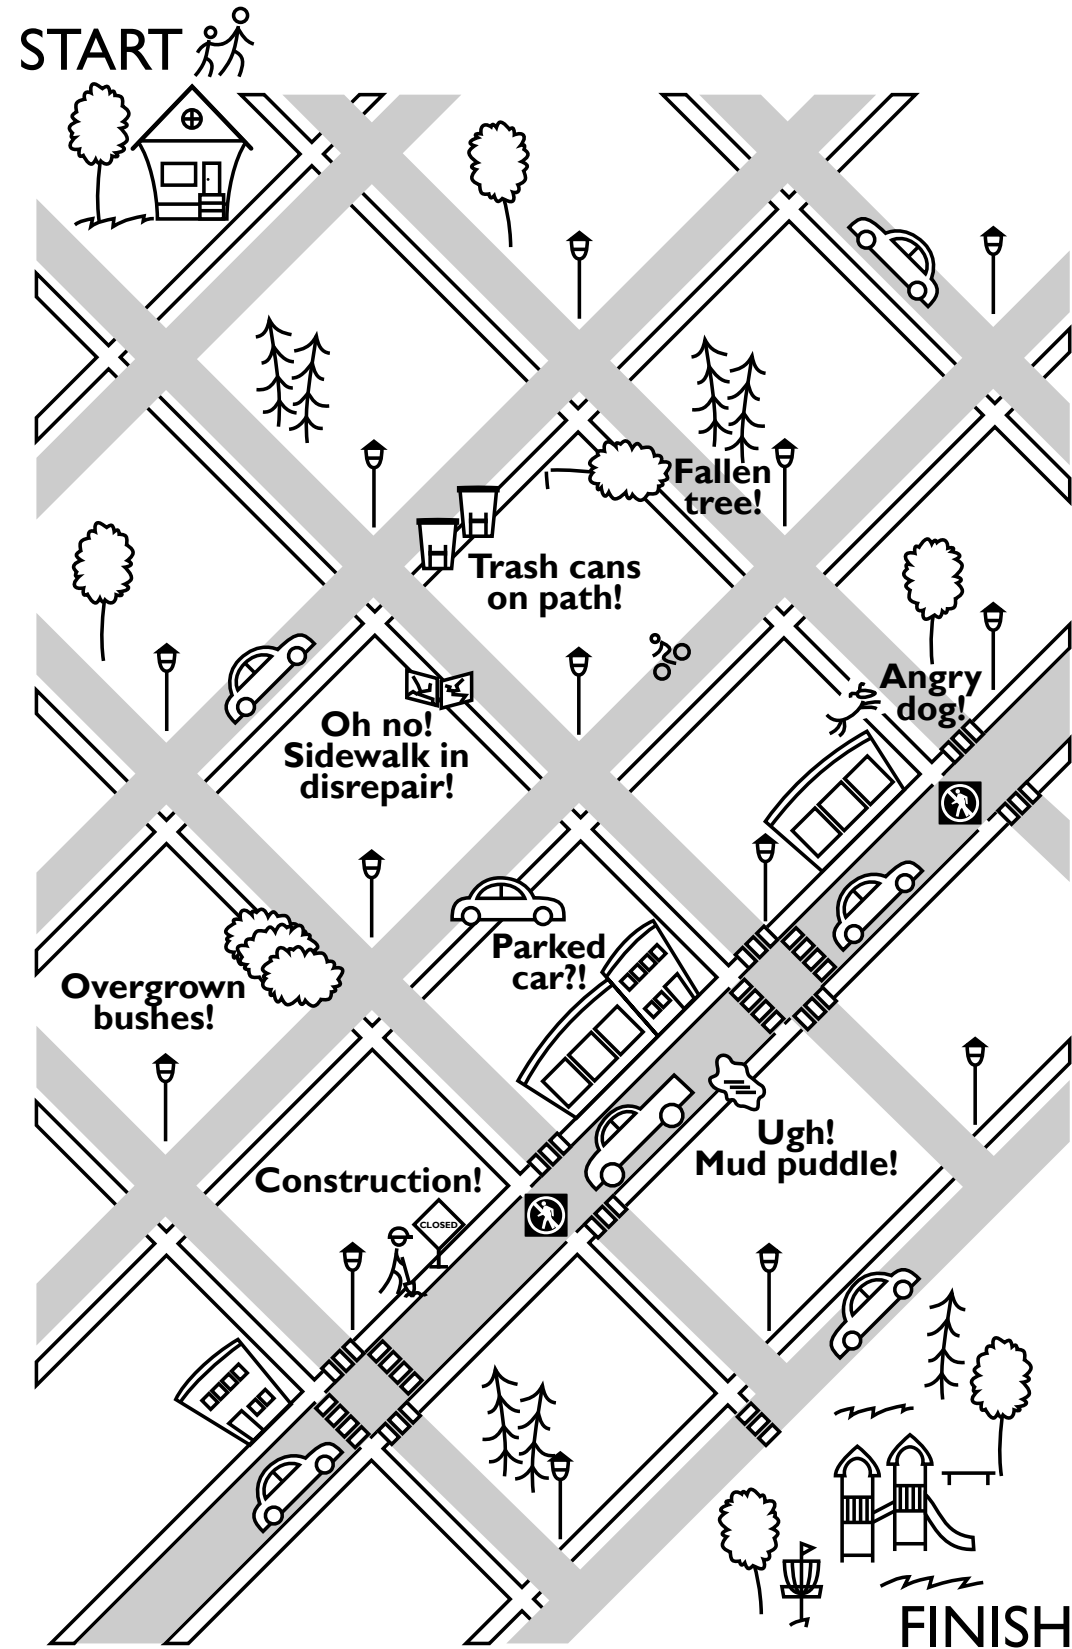 START
Fallen
tree!
Trash cans
on path!
Angry
dog!
Oh no!
Sidewalk in
disrepair!
Parked
car?!
Overgrown
bushes!
Ugh!
Mud puddle!
Construction!
CLOSED
FINISH